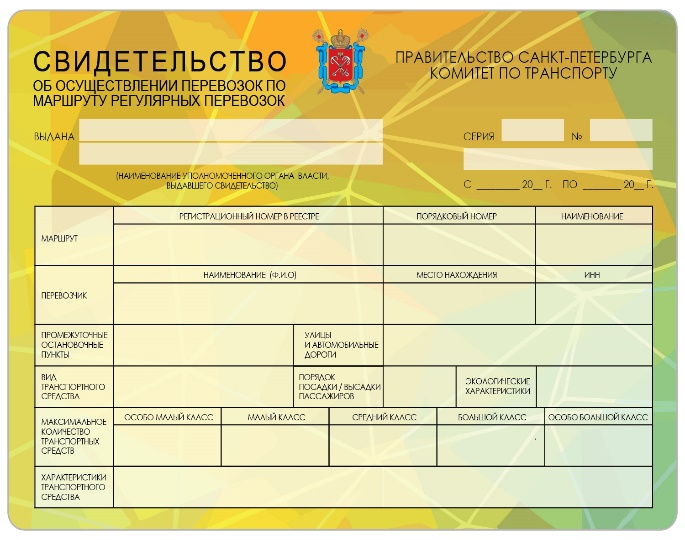 СВИДЕТЕЛЬСТВО
ОБ ОСУЩЕСТВЛЕНИИ ПЕРЕВОЗОК ПО
МАРШРУТУ РЕГУЛЯРНЫХ ПЕРЕВОЗОК
ПРАВИТЕЛЬСТВО САНКТ-ПЕТЕРБУРГА
КОМИТЕТ ПО ТРАНСПОРТУ
ВЫДАНА
СЕРИЯ №
(НАИМЕНОВАНИЕ УПОЛНОМОЧЕННОГО ОРГАНА ВЛАСТИ,
ВЫДАВШЕГО СВИДЕТЕЛЬСТВО)
С ________ 20__ Г. ПО _______ 20__ Г.
РЕГИСТРАЦИОННЫЙ НОМЕР В РЕЕСТРЕ ПОРЯДКОВЫЙ НОМЕР НАИМЕНОВАНИЕ
МАРШРУТ
НАИМЕНОВАНИЕ (Ф.И.О) МЕСТО НАХОЖДЕНИЯ ИНН
ПЕРЕВОЗЧИК
ПРОМЕЖУТОЧНЫЕ
ОСТАНОВОЧНЫЕ
ПУНКТЫ
УЛИЦЫ
И АВТОМОБИЛЬНЫЕ
ДОРОГИ
ВИД
ТРАНСПОРТНОГО
СРЕДСТВА
ПОРЯДОК
ПОСАДКИ / ВЫСАДКИ
ПАССАЖИРОВ
ЭКОЛОГИЧЕСКИЕ
ХАРАКТЕРИСТИКИ
МАКСИМАЛЬНОЕ
КОЛИЧЕСТВО
ТРАНСПОРТНЫХ
СРЕДСТВ
ОСОБО МАЛЫЙ КЛАСС МАЛЫЙ КЛАСС СРЕДНИЙ КЛАСС БОЛЬШОЙ КЛАСС ОСОБО БОЛЬШОЙ КЛАСС
ХАРАКТЕРИСТИКИ
ТРАНСПОРТНОГО
СРЕДСТВА